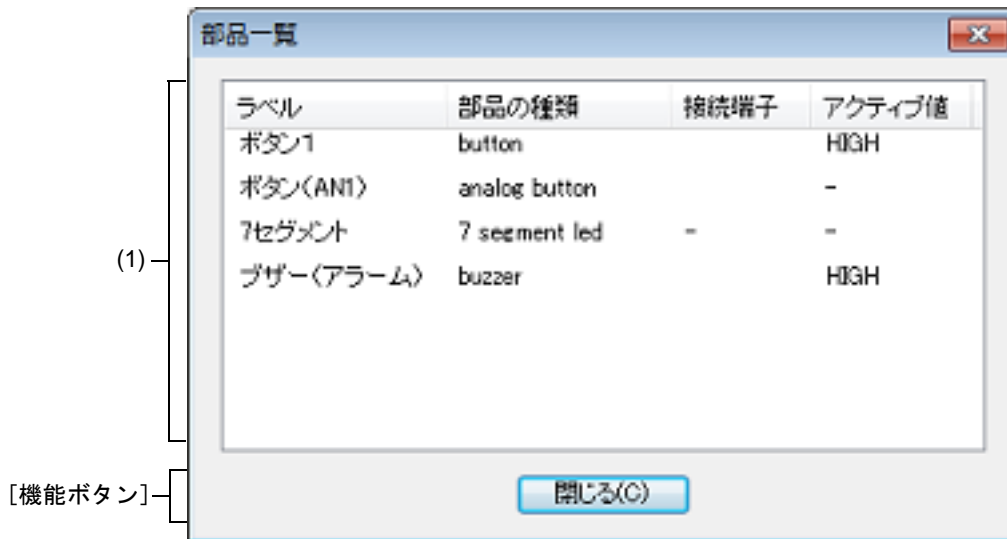 部品一覧
ラベル 部品の種類 接続端子 アクティブ値
ボタン1 button HIGH
ボタン(AN1) analog button -
7セグメント 7 segment led - -
(1)
ブザー(アラーム) buzzer HIGH
[機能ボタン]
閉じる(C)